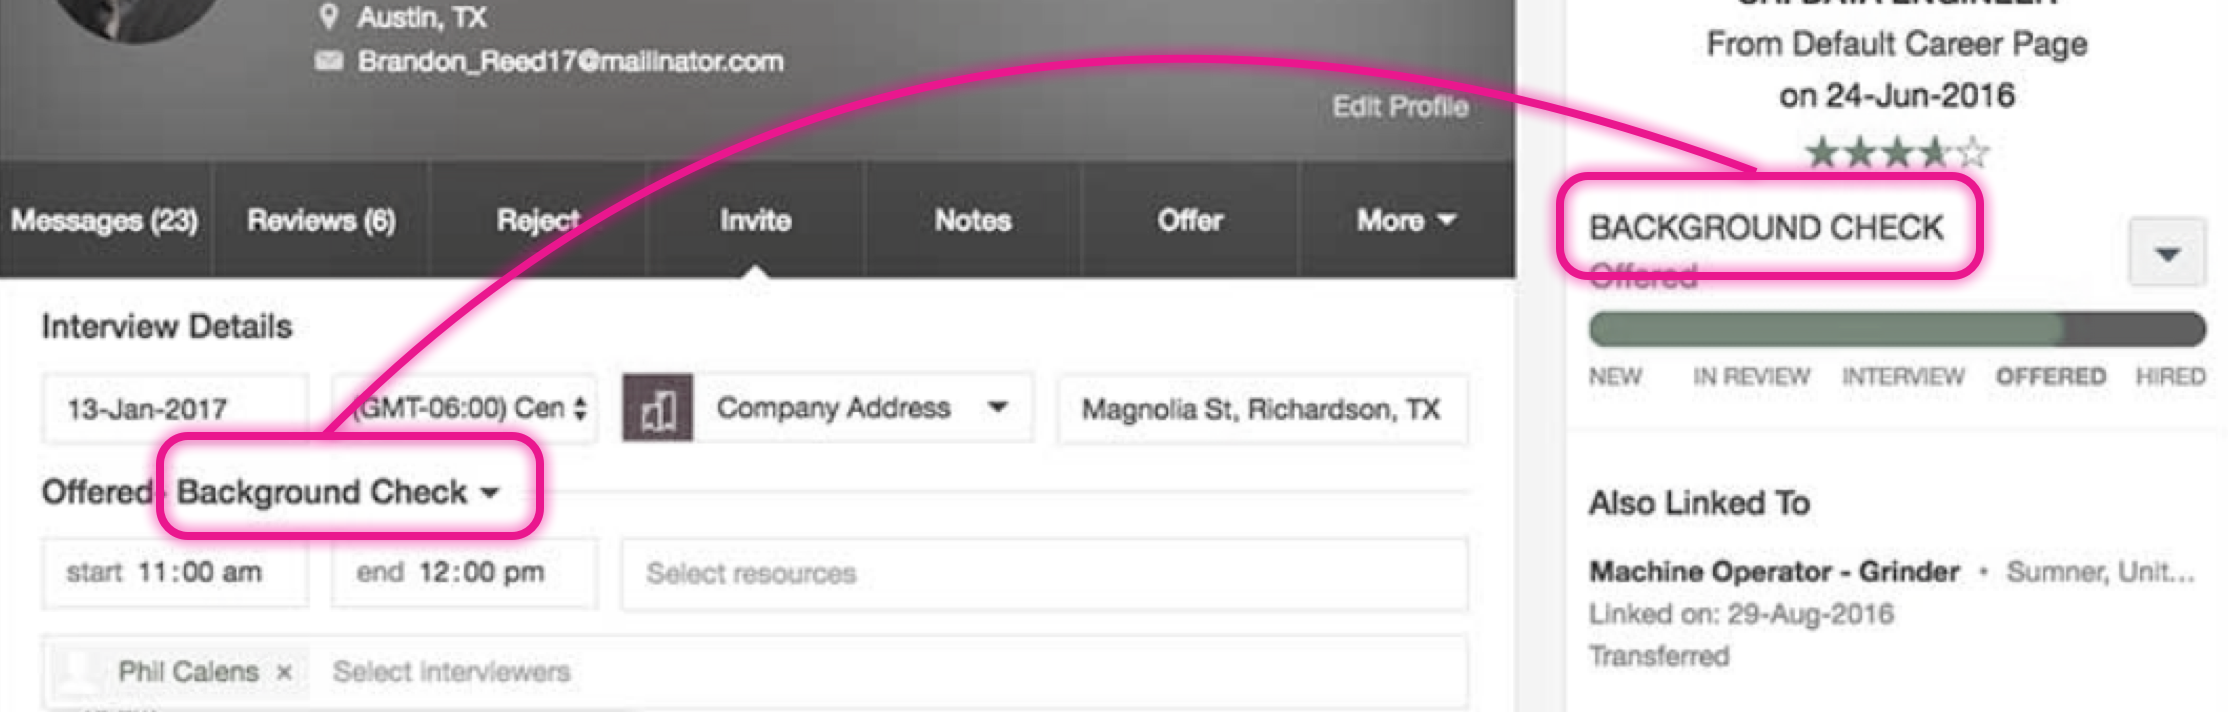 Austin, TX
Brandon_Reed17@mailinator.com
Edit Profile
Messages (23) Reviews (6) Reject Invite Notes Offer More
Interview Details
13-Jan-2017 (GMT-06:00) Cen Company Address Magnolia St, Richardson, TX
Offered- Background Check
start 11:00 am end 12:00 pm Select resources
Phil Calens × Select interviewers
DATA ENGINEER
From Default Career Page
on 24-Jun-2016
BACKGROUND CHECK
Offered
NEW IN REVIEW INTERVIEW OFFERED HIRED
Also Linked To
Machine Operator - Grinder • Sumner, Unit...
Linked on: 29-Aug-2016
Transferred